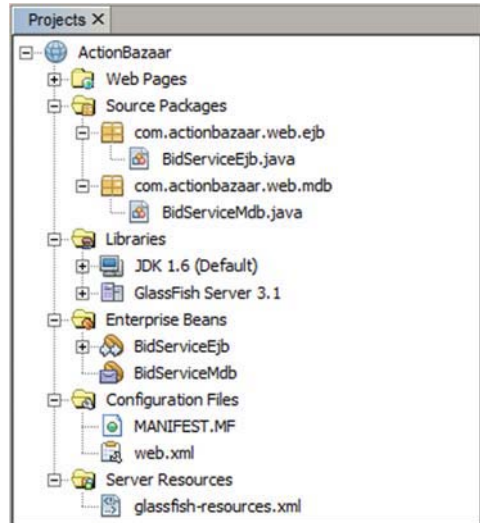 Projects X
ActionBazaar
Web Pages
Source Packages
com.actionbazaar.web.ejb
BidServiceEjb.java
com.actionbazaar.web.mdb
BidServiceMdb.java
Libraries
JDK 1.6 (Default)
GlassFish Server 3.1
Enterprise Beans
BidServiceEjb
BidServiceMdb
Configuration Files
MANIFEST.MF
web.xml
Server Resources
glassfish-resources.xml